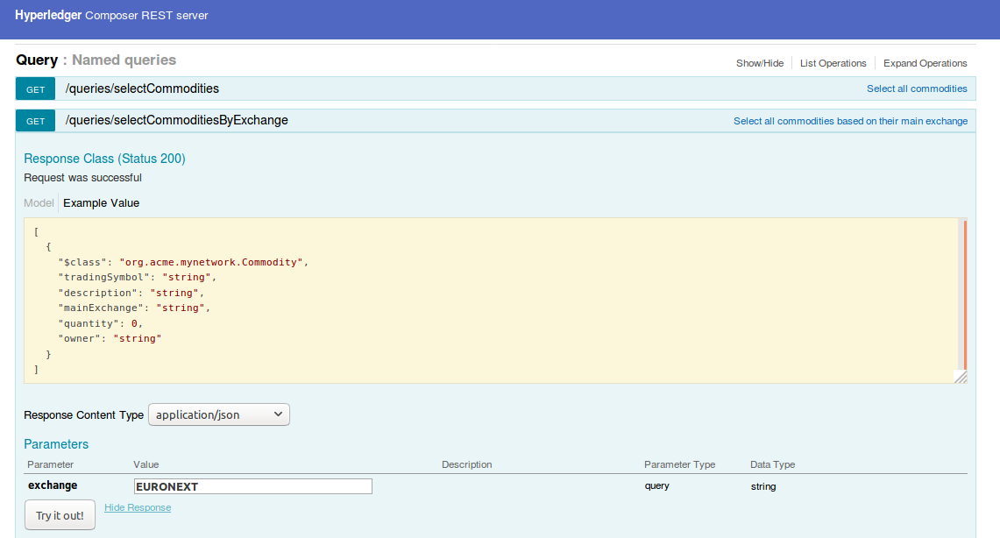 Hyperledger Composer REST server
Query : Named queries
Show/Hide List Operations Expand Operations
GET /queries/selectCommodities Select all commodities
GET /queries/selectCommoditiesByExchange Select all commodities based on their main exchange
Response Class (Status 200)
Request was successful
Model Example Value
[
{
"$class": "org.acme.mynetwork.Commodity",
"tradingSymbol": "string",
"description": "string",
"mainExchange": "string",
"quantity": 0,
"owner": "string"
}
]
Response Content Type application/json
Parameters
Parameter Value Description Parameter Type Data Type
exchange EURONEXT query string
Try it out! Hide Response